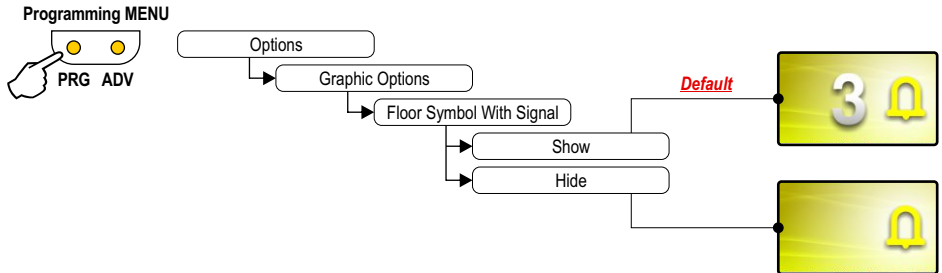 Programming MENU
PRG ADV
Options
Graphic Options
Floor Symbol With Signal
Show
Hide
Default
3